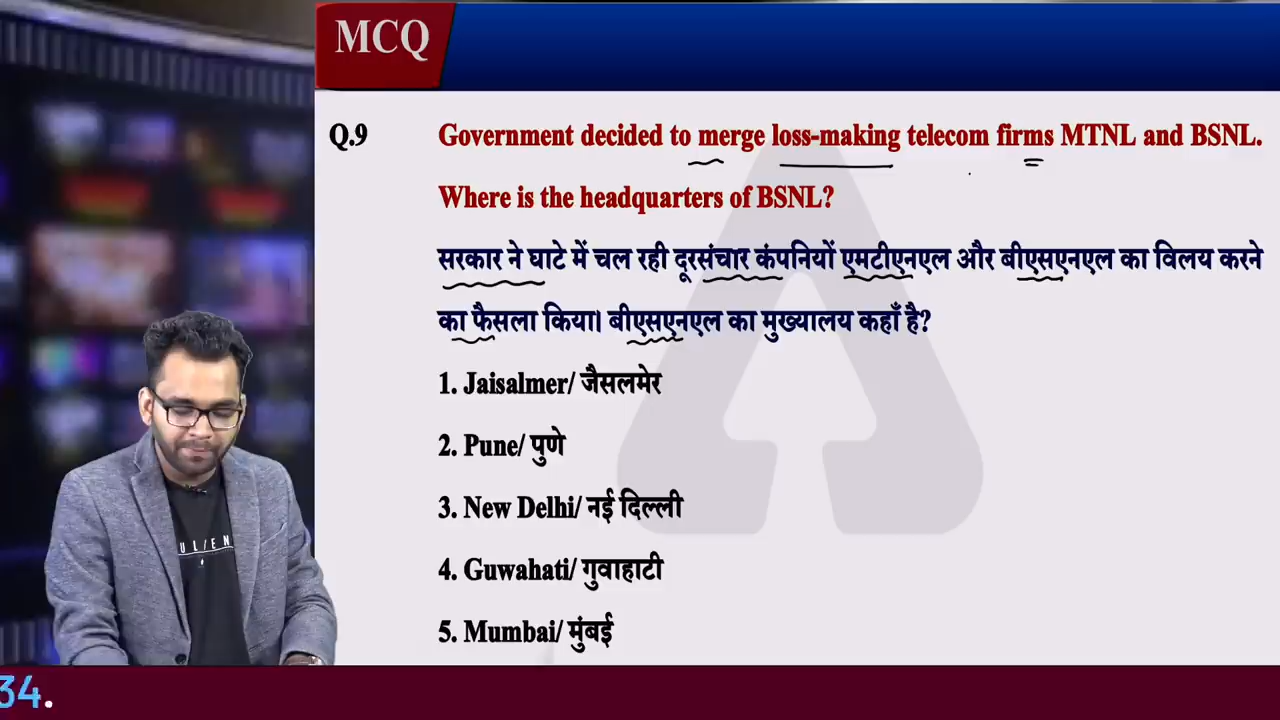 MCQ
Q.9 Government decided to merge loss-making telecom firms MTNL and BSNL.
Where is the headquarters of BSNL?
सरकार ने घाटे में चल रही दूरसंचार कंपनियों एमटीएनएल और बीएसएनएल का विलय करने
का फैसला किया। बीएसएनएल का मुख्यालय कहाँ है?
1. Jaisalmer/ जैसलमेर
2. Pune/ पुणे
3. New Delhi/ नई दिल्ली
4. Guwahati/ गुवाहाटी
5. Mumbai/ मुंबई
34.